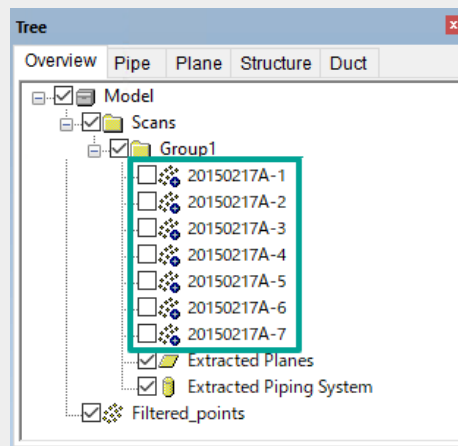 Tree
Overview Pipe Plane Structure Duct
Model
Scans
Group1
20150217A-1
20150217A-2
20150217A-3
20150217A-4
20150217A-5
20150217A-6
20150217A-7
Extracted Planes
Extracted Piping System
Filtered_points